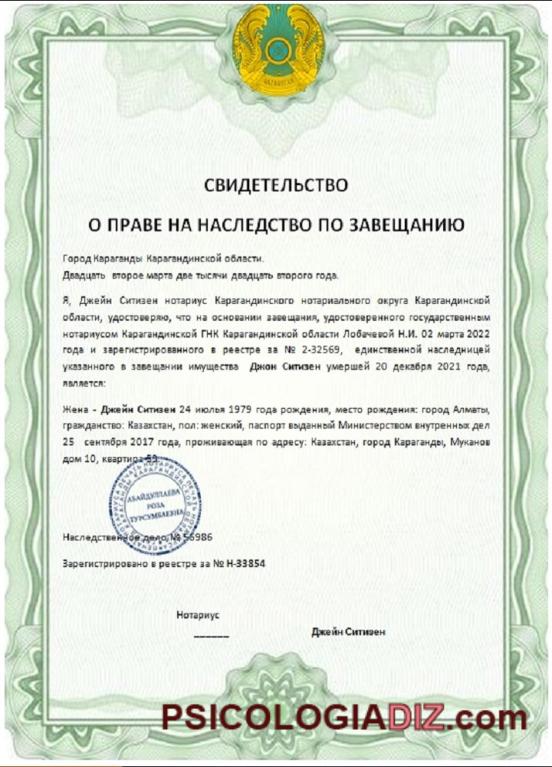 ҚАЗАҚСТАН
СВИДЕТЕЛЬСТВО
О ПРАВЕ НА НАСЛЕДСТВО ПО ЗАВЕЩАНИЮ
Город Караганды Карагандинской области.
Двадцать второе марта две тысячи двадцать второго года.
Я, Джейн Ситизен нотариус Карагандинского нотариального округа Карагандинской
области, удостоверяю, что на основании завещания, удостоверенного государственным
нотариусом Карагандинской ГНК Карагандинской области Лобачевой Н.И. 02 марта 2022
года и зарегистрированного в реестре за № 2-32569, единственной наследницей
указанного в завещании имущества Джон Ситизен умершей 20 декабря 2021 года,
является:
Жена - Джейн Ситизен 24 июлья 1979 года рождения, место рождения: город Алматы,
гражданство: Казахстан, пол: женский, паспорт выданный Министерством внутренных дел
25 сентября 2017 года, проживающая по адресу: Казахстан, город Караганды, Муканов
дом 10, квартира 59.
АБАЙДУЛЛАЕВА
РОЗА
ТУРСУМБАЕВНА
Наследственное дело № 56986
Зарегистрировано в реестре за № Н-33854
Нотариус
______
Джейн Ситизен
PSICOLOGIADIZ.com